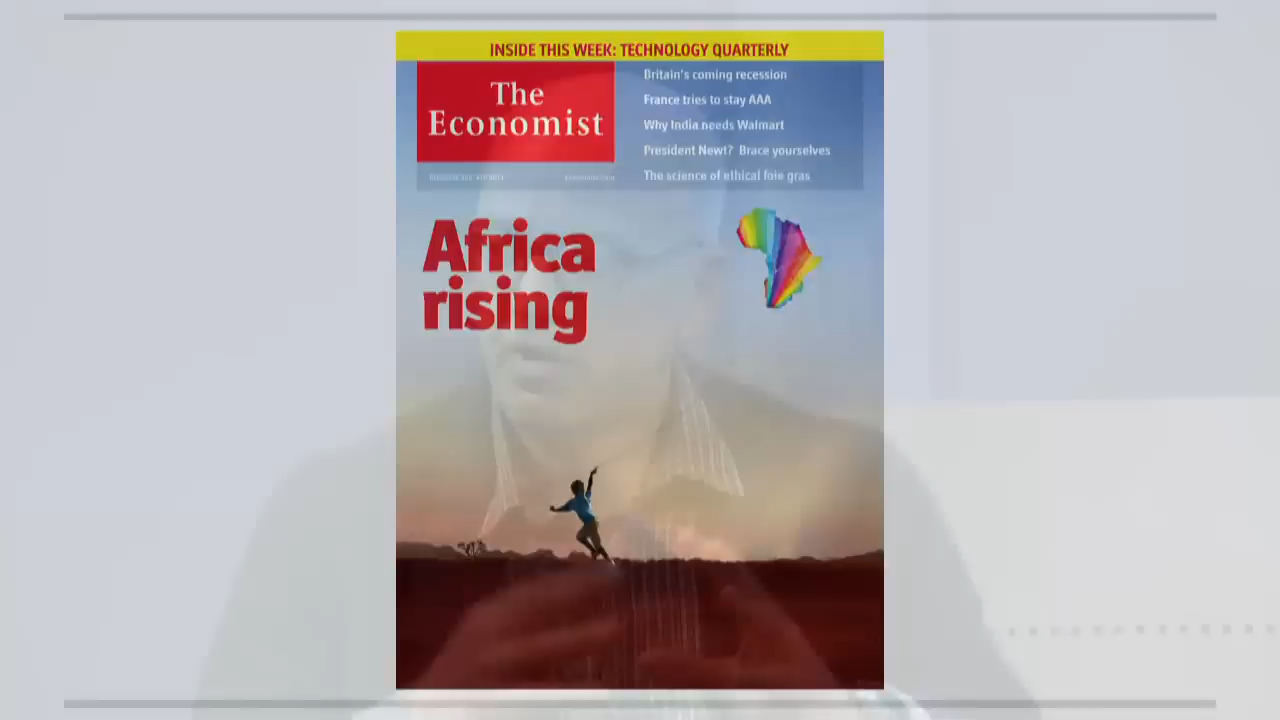 INSIDE THIS WEEK: TECHNOLOGY QUARTERLY
The
Economist
Britain's coming recession
France tries to stay AAA
Why India needs Walmart
President Newt? Brace yourselves
The science of ethical foie gras
Africa
rising